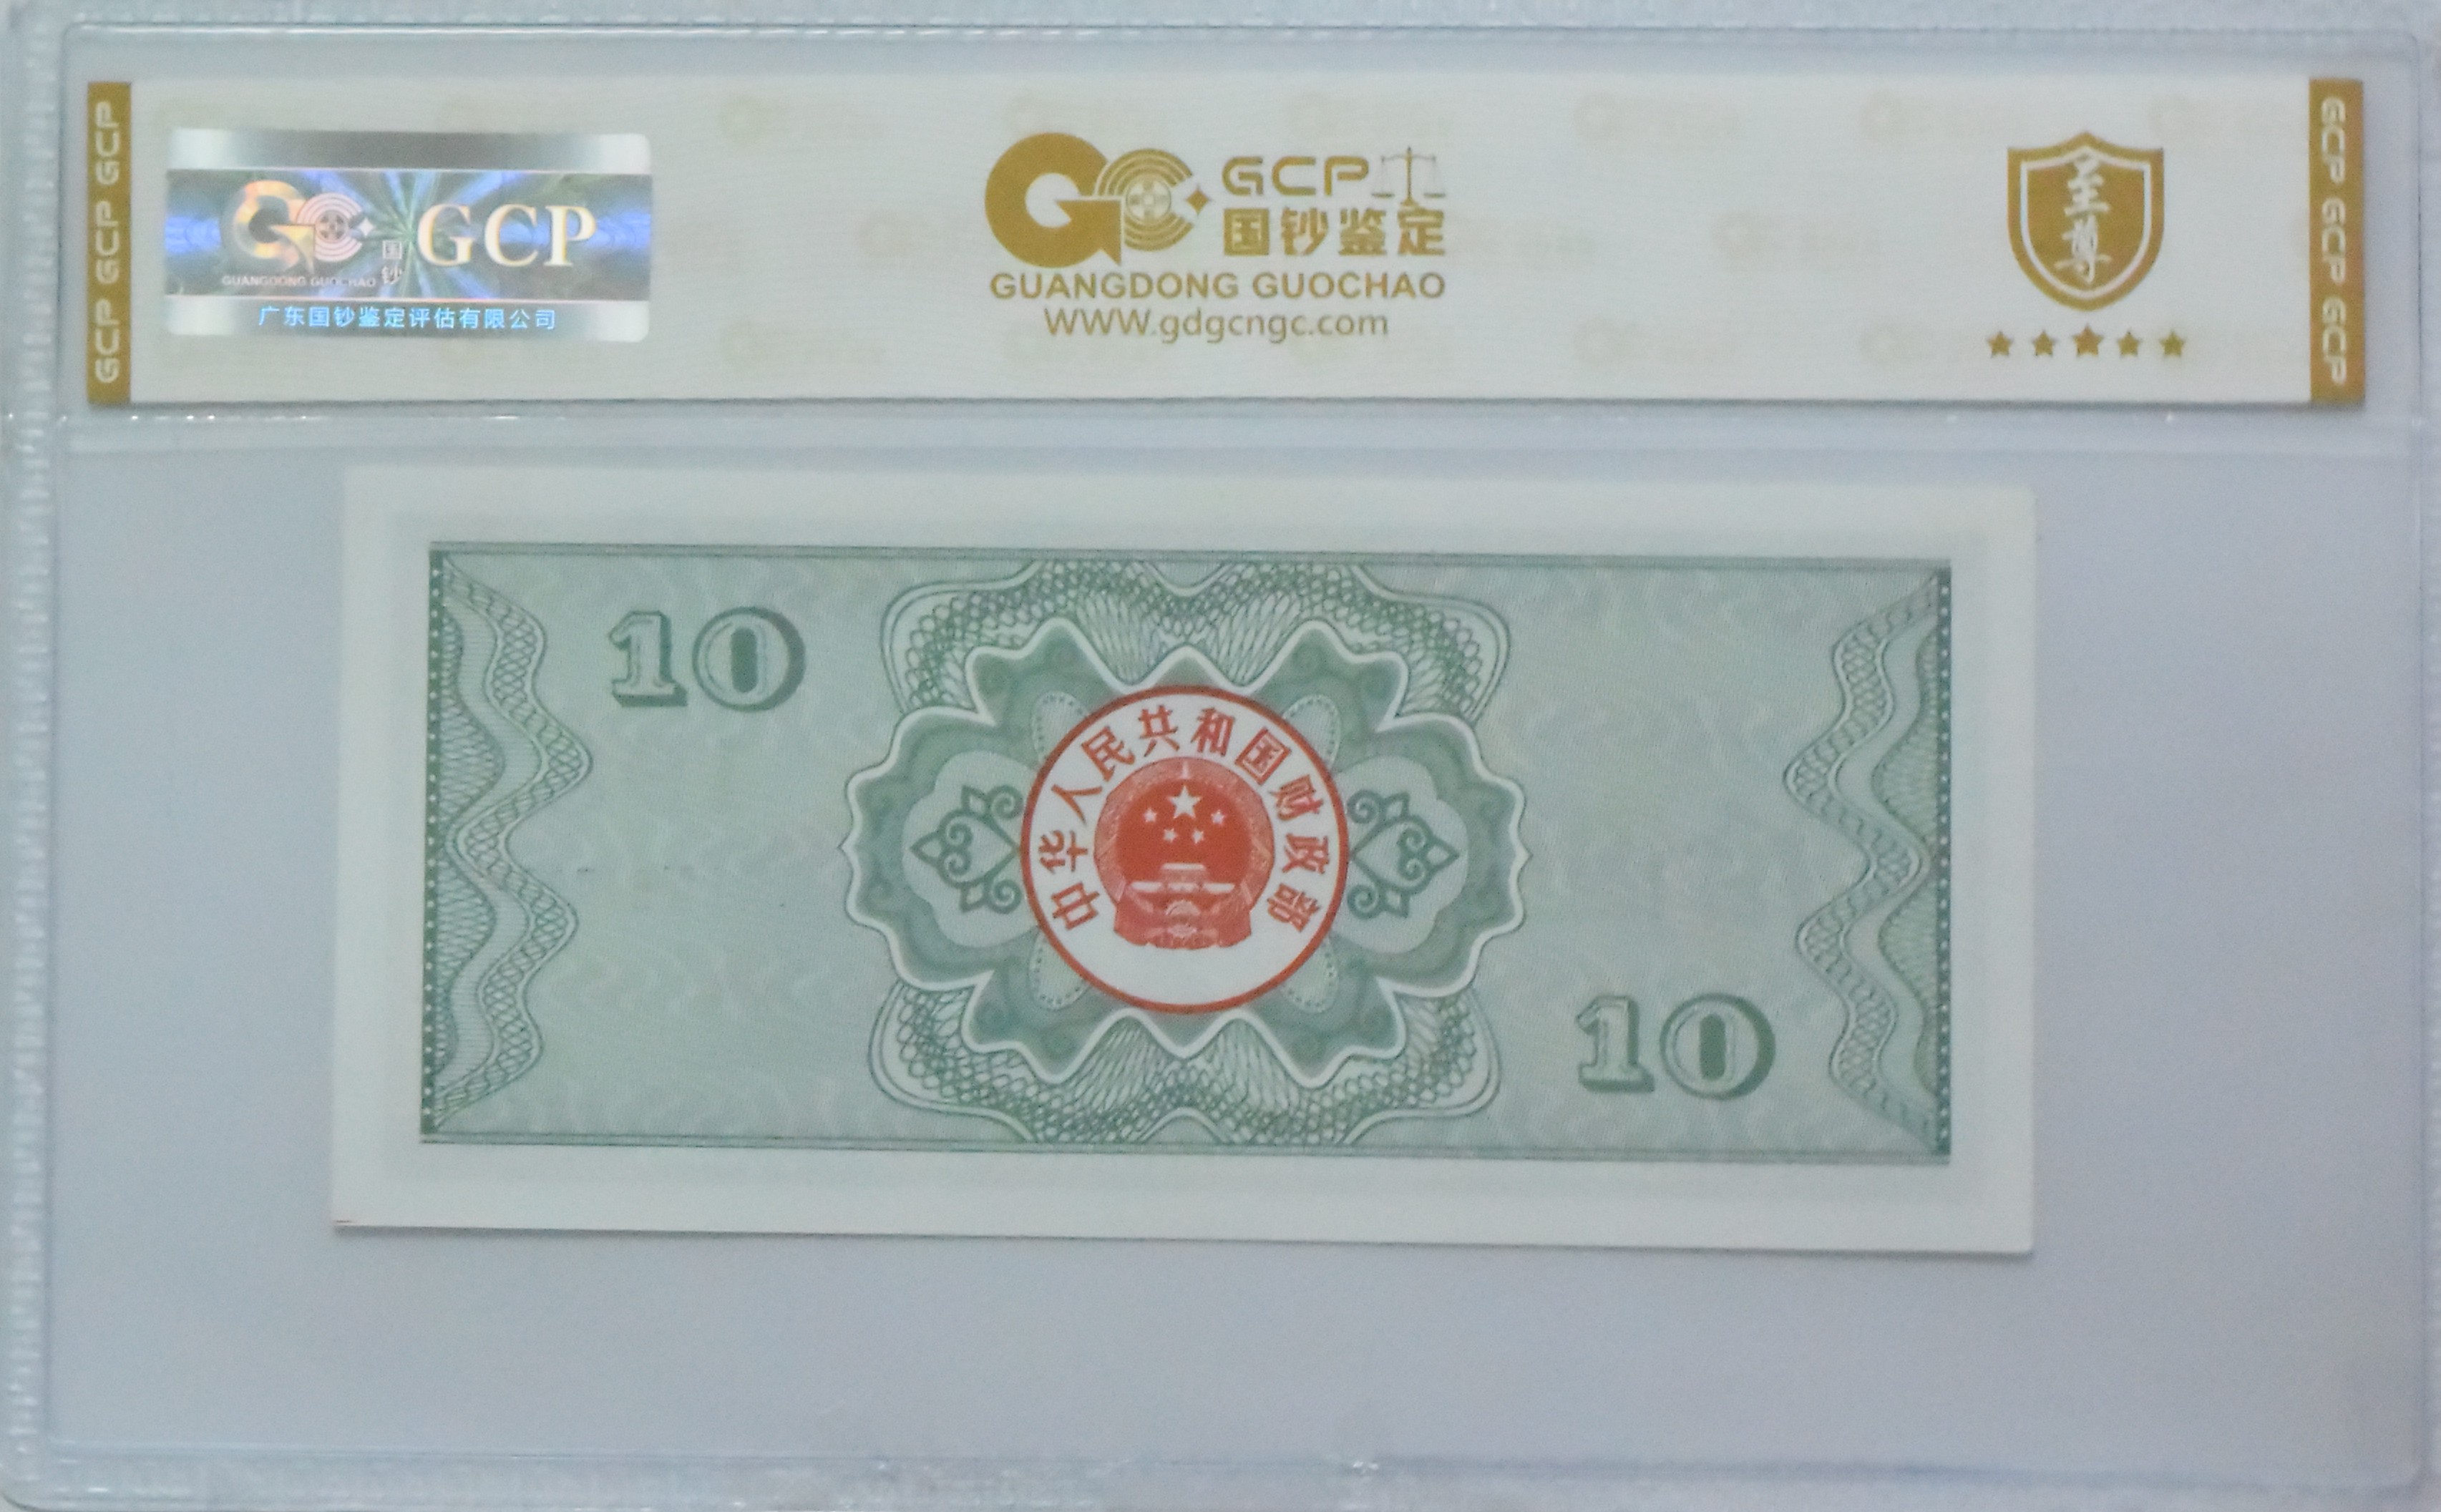 GCP GCP GCP
国钞
GCP
GUANGDONG GUOCHAO
广东国钞鉴定评估有限公司
GCP
国钞鉴定
GUANGDONG GUOCHAO
WWW.gdgcngc.com
至尊
GCP GCP GCP
10
中华人民共和国财政部
10